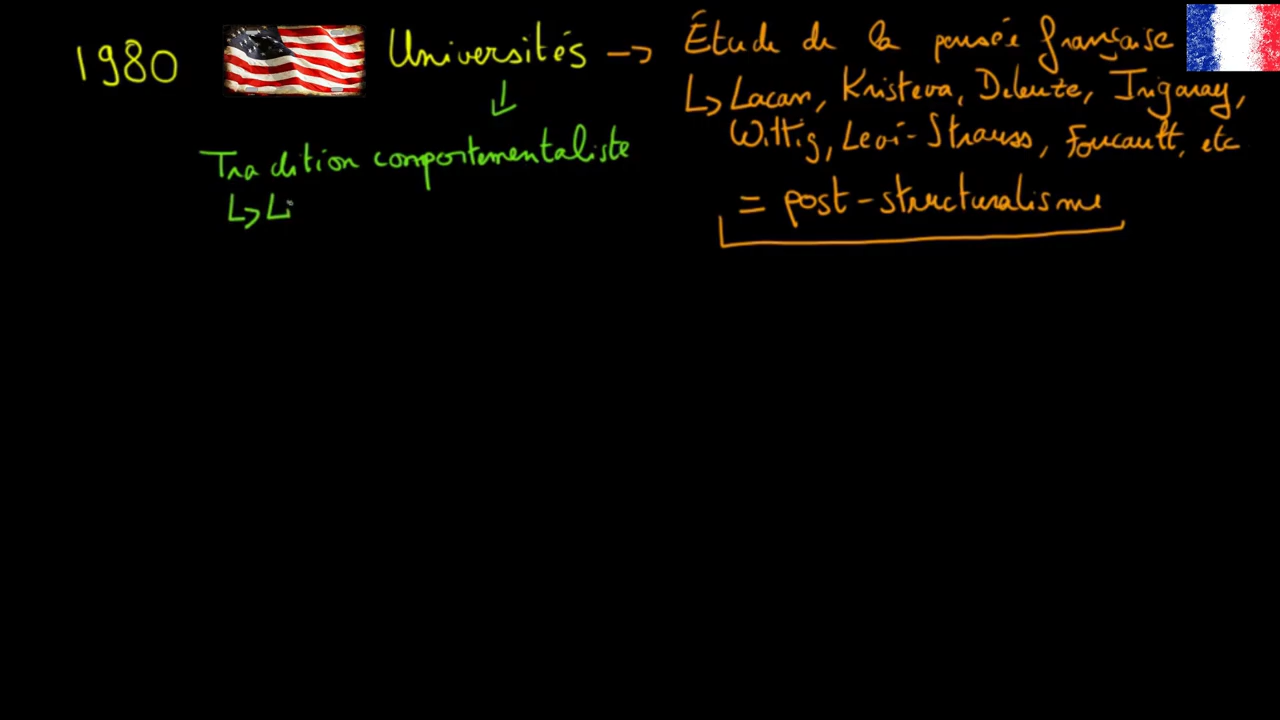 1980 Universités → Étude de la pensée française
↳ Lacan, Kristeva, Deleuze, Irigaray,
Wittig, Levi-Strauss, Foucault, etc
= post-structuralisme
↓
Tradition comportementaliste
↳ Li